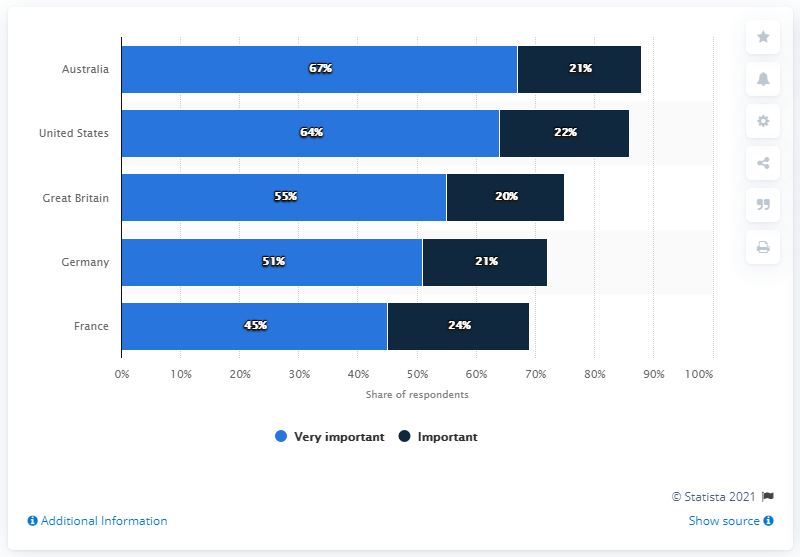 Australia 67% 21%
United States 64% 22%
Great Britain 55% 20%
Germany 51% 21%
France 45% 24%
0% 10% 20% 30% 40% 50% 60% 70% 80% 90% 100%
Share of respondents
Very important Important
© Statista 2021
Additional Information Show source